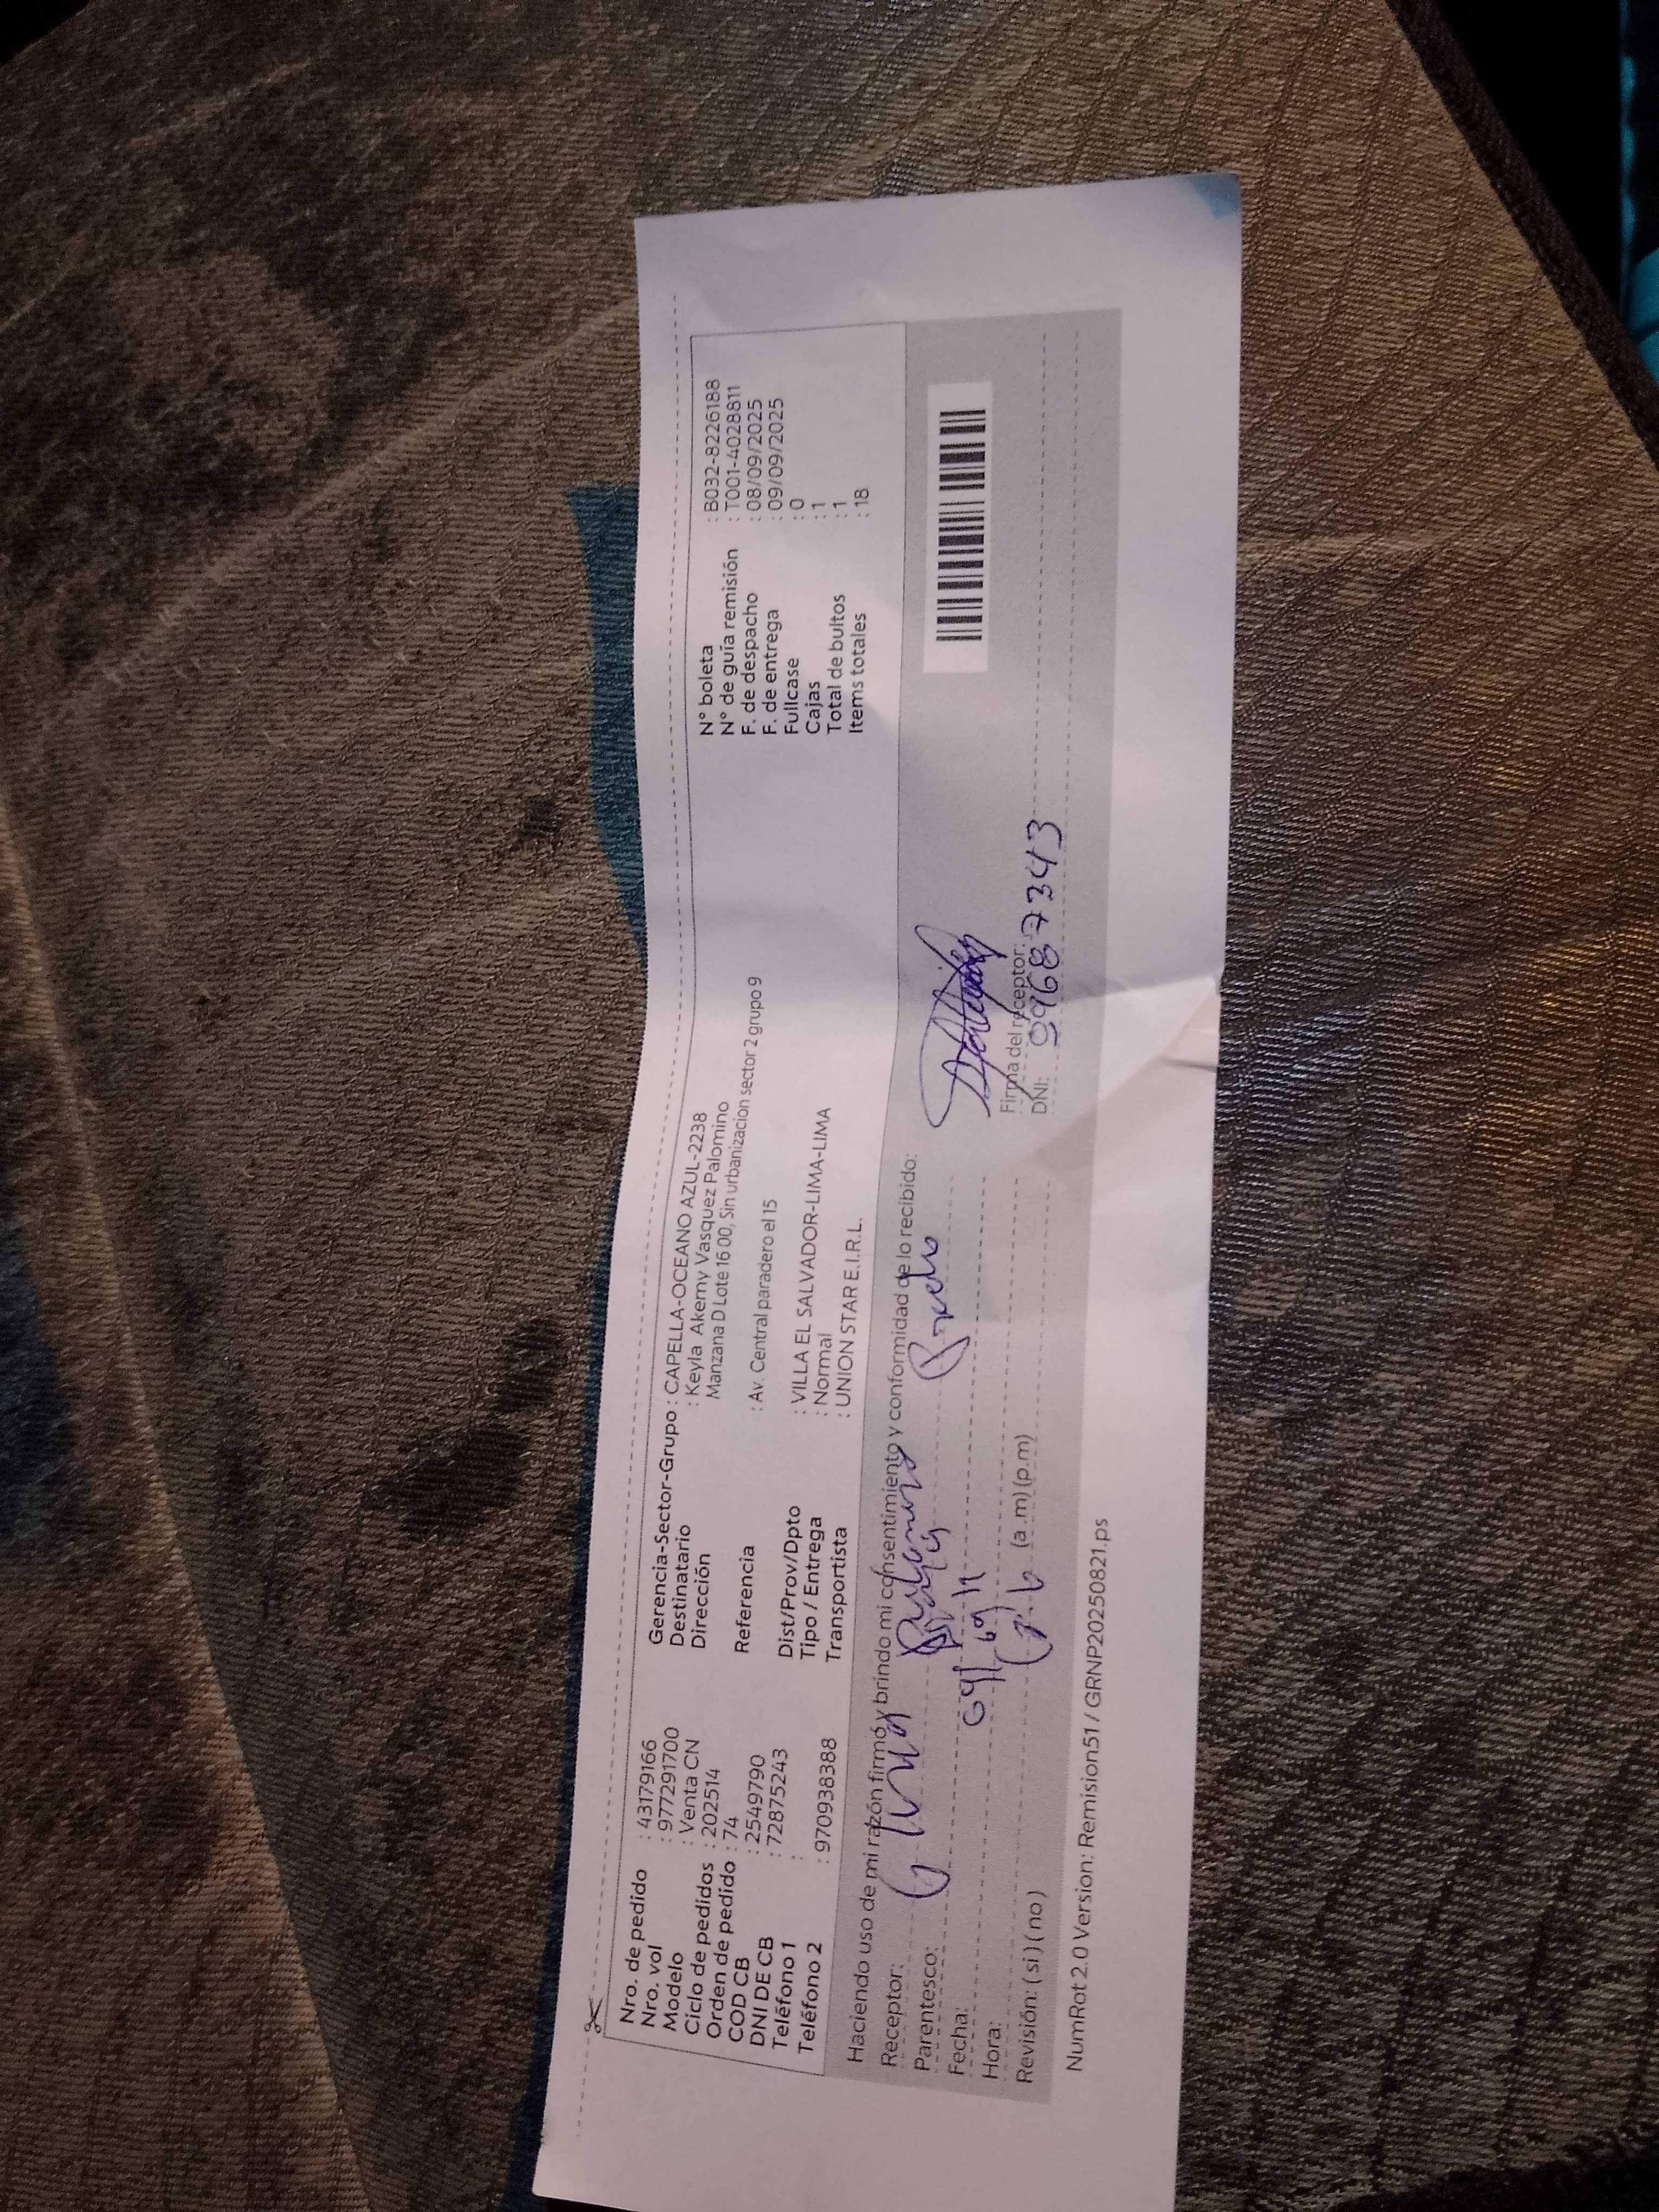 Nro. de pedido : 43179166
Nro. vol : 977291700
Modelo : Venta CN
Ciclo de pedidos : 202514
Orden de pedido : 74
COD CB : 2549790
DNI DE CB : 72875243
Teléfono 1 :
Teléfono 2 : 970938388
Gerencia-Sector-Grupo : CAPELLA-OCEANO AZUL-2238
Destinatario : Keyla Akemy Vasquez Palomino
Dirección Manzana D Lote 16 00, Sin urbanizacion sector 2 grupo 9
Referencia : Av. Central paradero el 15
Dist/Prov/Dpto : VILLA EL SALVADOR-LIMA-LIMA
Tipo / Entrega : Normal
Transportista : UNION STAR E.I.R.L.
N° boleta : B032-8226188
N° de guía remisión : T001-4028811
F. de despacho : 08/09/2025
F. de entrega : 09/09/2025
Fullcase : 0
Cajas : 1
Total de bultos : 1
Items totales : 18
Haciendo uso de mi razón firmo y brindo mi consentimiento y conformidad de lo recibido:
Receptor:
Parentesco:
Fecha:
Hora: (a.m) (p.m)
Revisión: (si) (no)
Firma del receptor:
DNI: 09687343
NumRot 2.0 Version: Remision51 / GRNP20250821.ps